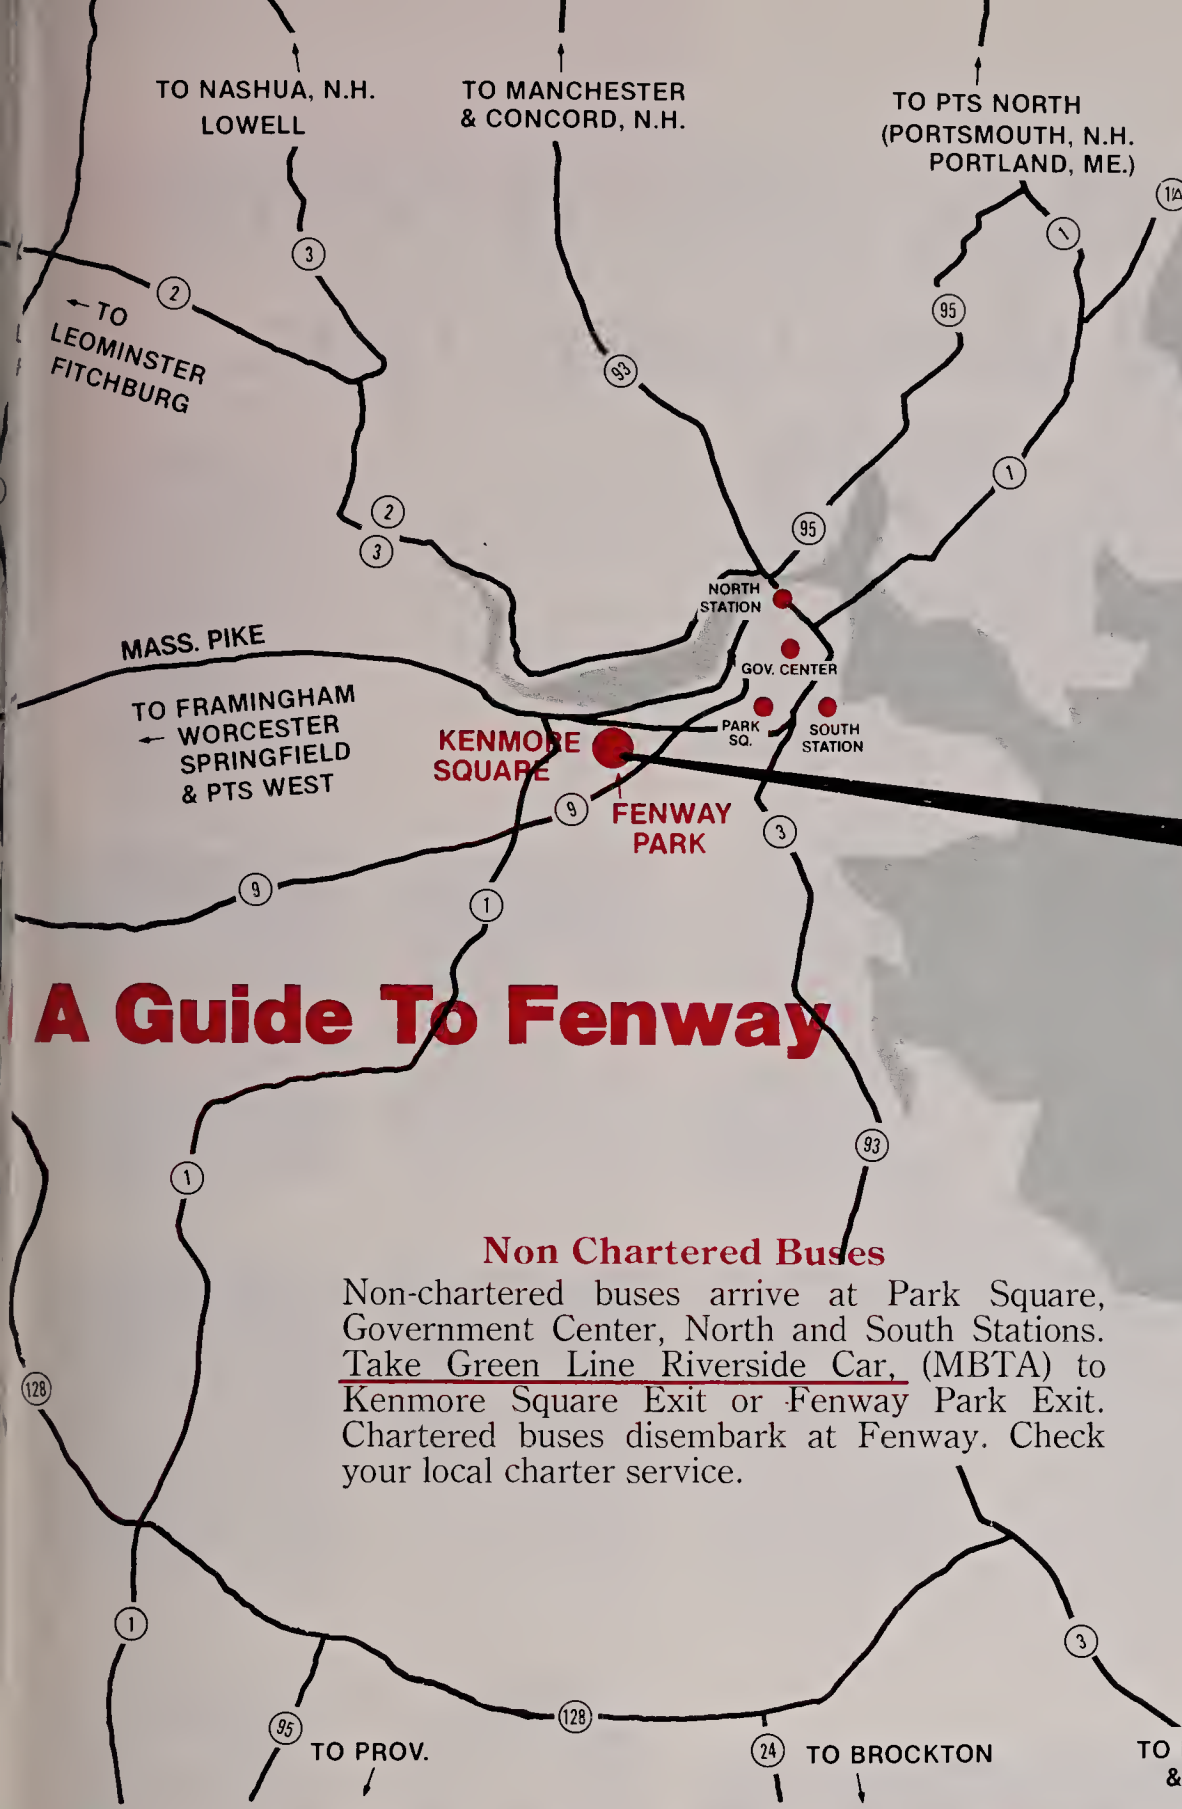 TO NASHUA, N.H.
LOWELL
TO MANCHESTER
& CONCORD, N.H.
TO PTS NORTH
(PORTSMOUTH, N.H.
PORTLAND, ME.)
1A
1
3
2
← TO
LEOMINSTER
FITCHBURG
95
93
1
2
3
95
NORTH
STATION
MASS. PIKE
GOV. CENTER
TO FRAMINGHAM
← WORCESTER
SPRINGFIELD
& PTS WEST
PARK
SQ.
SOUTH
STATION
KENMORE
SQUARE
FENWAY
PARK
9
3
9
1
A Guide To Fenway
93
1
Non Chartered Buses
Non-chartered buses arrive at Park Square,
Government Center, North and South Stations.
Take Green Line Riverside Car, (MBTA) to
Kenmore Square Exit or Fenway Park Exit.
Chartered buses disembark at Fenway. Check
your local charter service.
128
1
3
128
95
TO PROV.
24
TO BROCKTON
TO
&